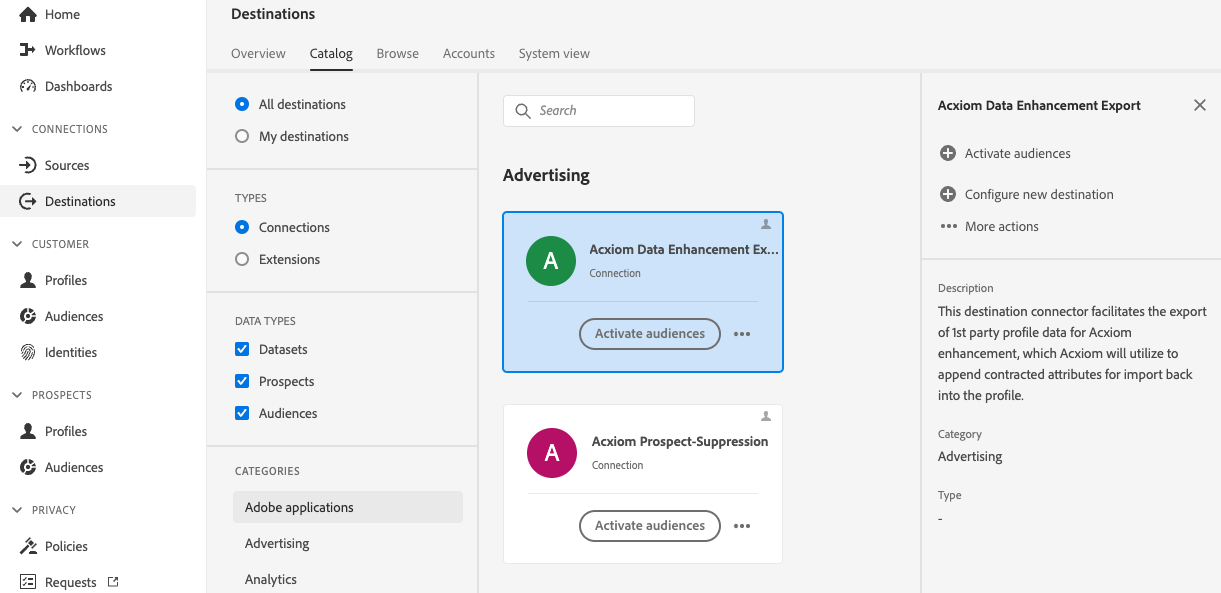 Home
Workflows
Dashboards
CONNECTIONS
Sources
Destinations
CUSTOMER
Profiles
Audiences
Identities
PROSPECTS
Profiles
Audiences
PRIVACY
Policies
Requests
Destinations
Overview Catalog Browse Accounts System view
All destinations
My destinations
TYPES
Connections
Extensions
DATA TYPES
Datasets
Prospects
Audiences
CATEGORIES
Adobe applications
Advertising
Analytics
Search
Advertising
A
Acxiom Data Enhancement Ex...
Connection
Activate audiences
A
Acxiom Prospect-Suppression
Connection
Activate audiences
Acxiom Data Enhancement Export
Activate audiences
Configure new destination
More actions
Description
This destination connector facilitates the export
of 1st party profile data for Acxiom
enhancement, which Acxiom will utilize to
append contracted attributes for import back
into the profile.
Category
Advertising
Type
-